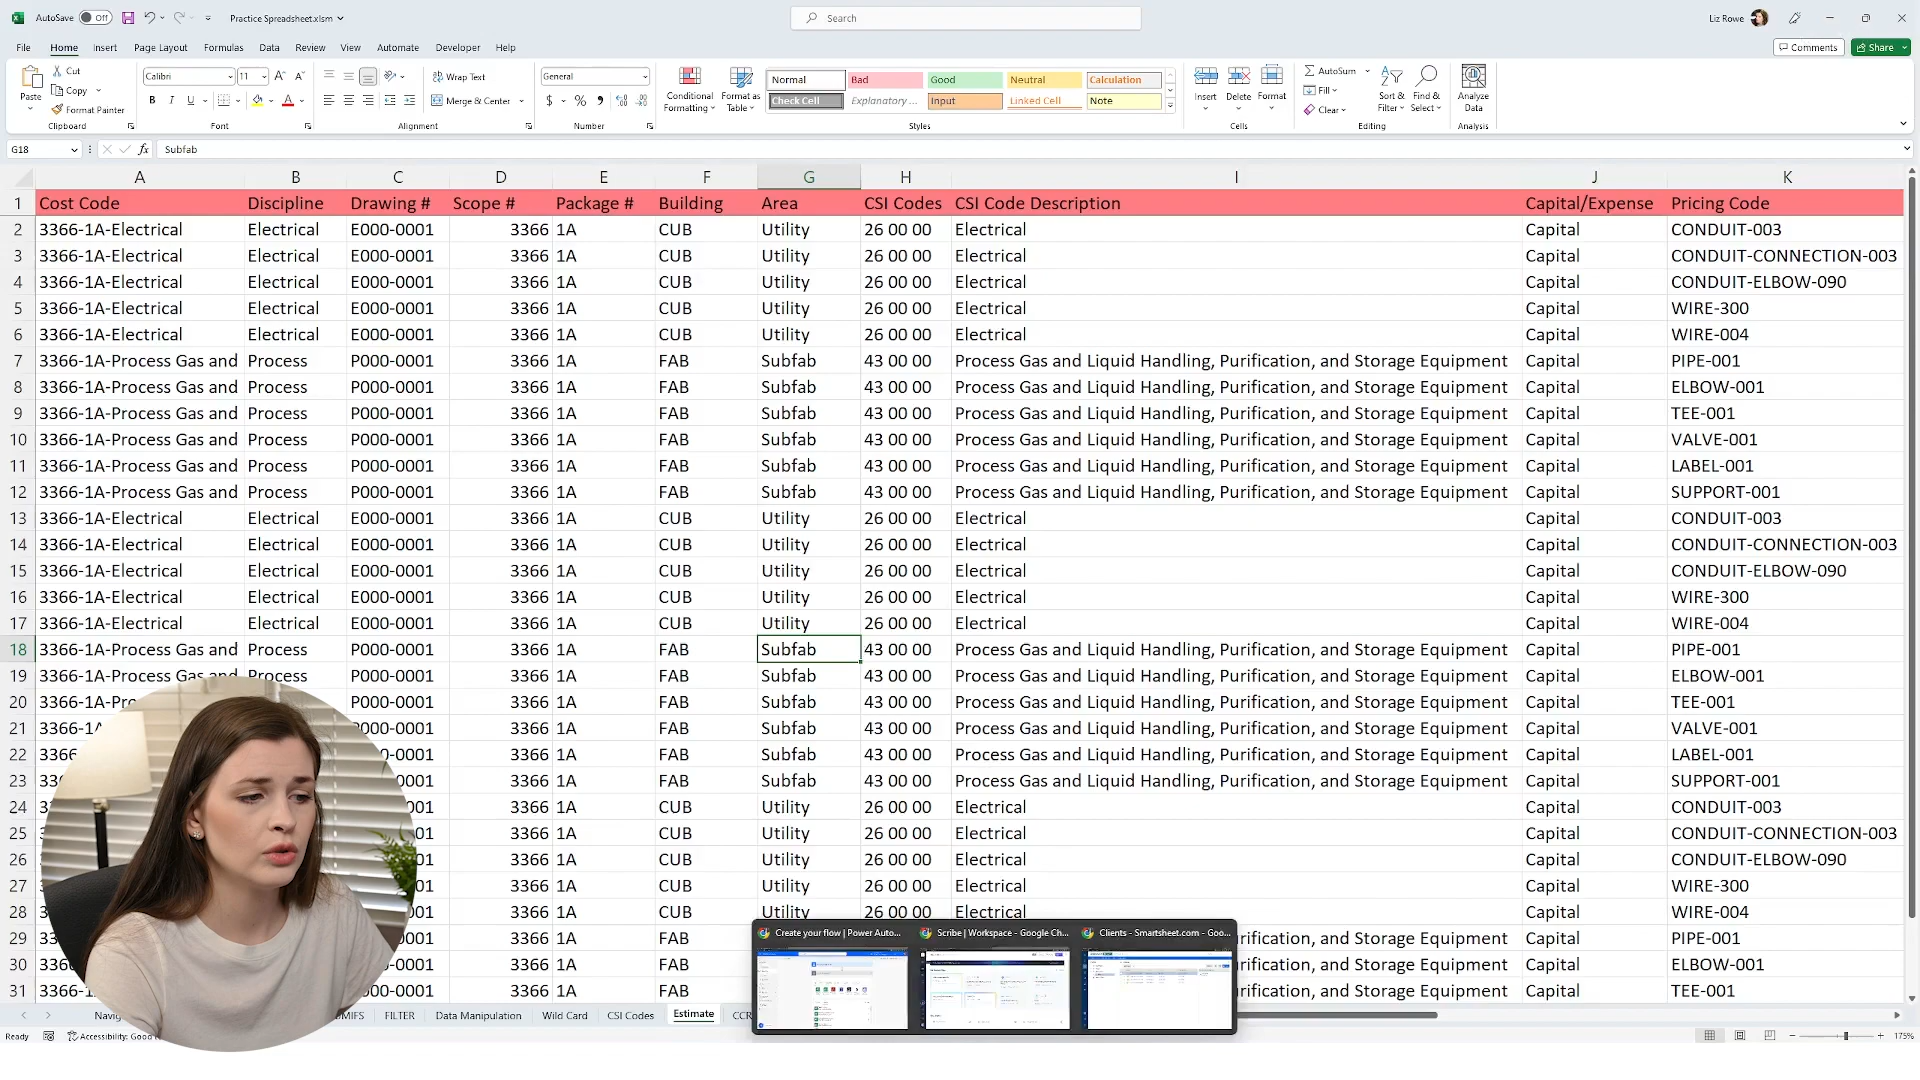 AutoSave Off Practice Spreadsheet.xlsm Search Liz Rowe
File Home Insert Page Layout Formulas Data Review View Automate Developer Help Comments Share
Paste Cut Copy Format Painter Clipboard
Calibri 11 B I U A Font
Wrap Text Merge & Center Alignment
General $ % Number
Conditional Formatting Format as Table
Normal Bad Good Neutral Calculation
Check Cell Explanatory ... Input Linked Cell Note
Styles
Insert Delete Format Cells
AutoSum Fill Clear Sort & Filter Find & Select Editing
Analyze Data Analysis
G18 fx Subfab
A B C D E F G H I J K
1 Cost Code Discipline Drawing # Scope # Package # Building Area CSI Codes CSI Code Description Capital/Expense Pricing Code
2 3366-1A-Electrical Electrical E000-0001 3366 1A CUB Utility 26 00 00 Electrical Capital CONDUIT-003
3 3366-1A-Electrical Electrical E000-0001 3366 1A CUB Utility 26 00 00 Electrical Capital CONDUIT-CONNECTION-003
4 3366-1A-Electrical Electrical E000-0001 3366 1A CUB Utility 26 00 00 Electrical Capital CONDUIT-ELBOW-090
5 3366-1A-Electrical Electrical E000-0001 3366 1A CUB Utility 26 00 00 Electrical Capital WIRE-300
6 3366-1A-Electrical Electrical E000-0001 3366 1A CUB Utility 26 00 00 Electrical Capital WIRE-004
7 3366-1A-Process Gas and Process P000-0001 3366 1A FAB Subfab 43 00 00 Process Gas and Liquid Handling, Purification, and Storage Equipment Capital PIPE-001
8 3366-1A-Process Gas and Process P000-0001 3366 1A FAB Subfab 43 00 00 Process Gas and Liquid Handling, Purification, and Storage Equipment Capital ELBOW-001
9 3366-1A-Process Gas and Process P000-0001 3366 1A FAB Subfab 43 00 00 Process Gas and Liquid Handling, Purification, and Storage Equipment Capital TEE-001
10 3366-1A-Process Gas and Process P000-0001 3366 1A FAB Subfab 43 00 00 Process Gas and Liquid Handling, Purification, and Storage Equipment Capital VALVE-001
11 3366-1A-Process Gas and Process P000-0001 3366 1A FAB Subfab 43 00 00 Process Gas and Liquid Handling, Purification, and Storage Equipment Capital LABEL-001
12 3366-1A-Process Gas and Process P000-0001 3366 1A FAB Subfab 43 00 00 Process Gas and Liquid Handling, Purification, and Storage Equipment Capital SUPPORT-001
13 3366-1A-Electrical Electrical E000-0001 3366 1A CUB Utility 26 00 00 Electrical Capital CONDUIT-003
14 3366-1A-Electrical Electrical E000-0001 3366 1A CUB Utility 26 00 00 Electrical Capital CONDUIT-CONNECTION-003
15 3366-1A-Electrical Electrical E000-0001 3366 1A CUB Utility 26 00 00 Electrical Capital CONDUIT-ELBOW-090
16 3366-1A-Electrical Electrical E000-0001 3366 1A CUB Utility 26 00 00 Electrical Capital WIRE-300
17 3366-1A-Electrical Electrical E000-0001 3366 1A CUB Utility 26 00 00 Electrical Capital WIRE-004
18 3366-1A-Process Gas and Process P000-0001 3366 1A FAB Subfab 43 00 00 Process Gas and Liquid Handling, Purification, and Storage Equipment Capital PIPE-001
19 3366-1A-Process Gas and Process P000-0001 3366 1A FAB Subfab 43 00 00 Process Gas and Liquid Handling, Purification, and Storage Equipment Capital ELBOW-001
20 3366-1A-Pro P000-0001 3366 1A FAB Subfab 43 00 00 Process Gas and Liquid Handling, Purification, and Storage Equipment Capital TEE-001
21 3366-1A 000-0001 3366 1A FAB Subfab 43 00 00 Process Gas and Liquid Handling, Purification, and Storage Equipment Capital VALVE-001
22 3366 00-0001 3366 1A FAB Subfab 43 00 00 Process Gas and Liquid Handling, Purification, and Storage Equipment Capital LABEL-001
23 33 0-0001 3366 1A FAB Subfab 43 00 00 Process Gas and Liquid Handling, Purification, and Storage Equipment Capital SUPPORT-001
24 3 -0001 3366 1A CUB Utility 26 00 00 Electrical Capital CONDUIT-003
25 3 0001 3366 1A CUB Utility 26 00 00 Electrical Capital CONDUIT-CONNECTION-003
26 3 0001 3366 1A CUB Utility 26 00 00 Electrical Capital CONDUIT-ELBOW-090
27 3 0001 3366 1A CUB Utility 26 00 00 Electrical Capital WIRE-300
28 3 0001 3366 1A CUB Utility 26 00 00 Electrical Capital WIRE-004
29 3 0001 3366 1A FAB urification, and Storage Equipment Capital PIPE-001
30 33 -0001 3366 1A FAB urification, and Storage Equipment Capital ELBOW-001
31 33 0-0001 3366 1A FAB urification, and Storage Equipment Capital TEE-001
Create your flow | Power Auto... Scribe | Workspace - Google Ch... Clients - Smartsheet.com - Goo...
Navig UMIFS FILTER Data Manipulation Wild Card CSI Codes Estimate CCR
Ready Accessibility: Good 175%